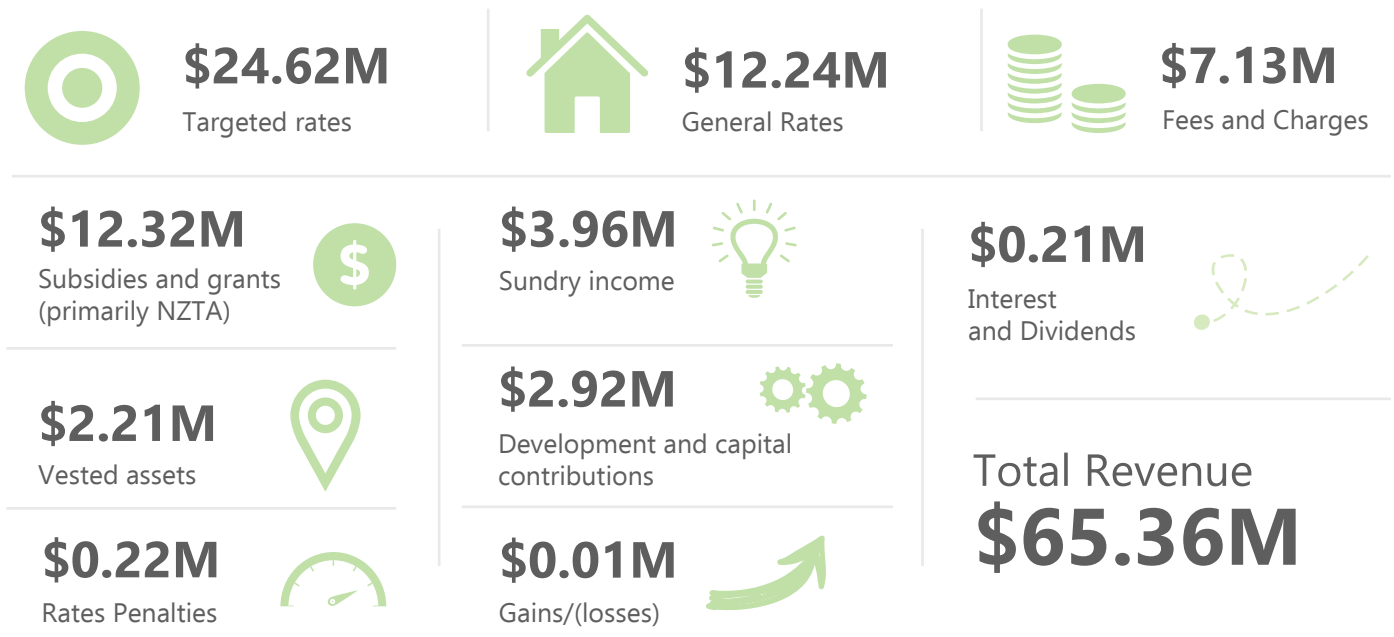 $24.62M
Targeted rates
$12.24M
General Rates
$7.13M
Fees and Charges
$12.32M
Subsidies and grants
(primarily NZTA)
$
$3.96M
Sundry income
$0.21M
Interest
and Dividends
$2.21M
Vested assets
$2.92M
Development and capital
contributions
$0.22M
Rates Penalties
$0.01M
Gains/(losses)
Total Revenue
$65.36M